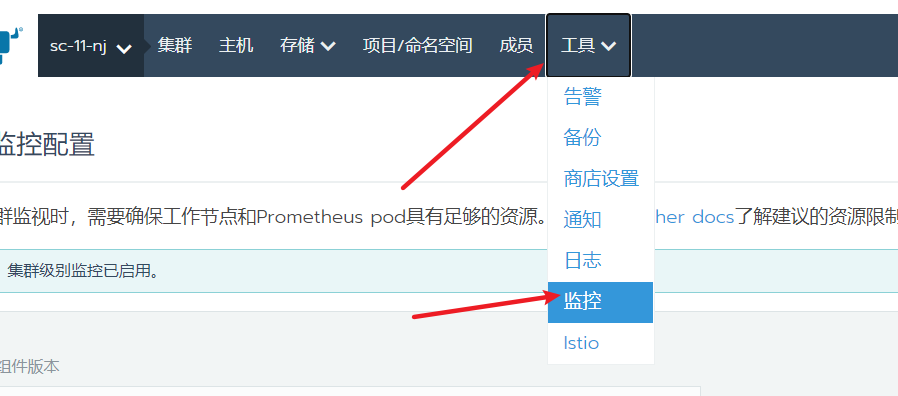 sc-11-nj 集群 主机 存储 项目/命名空间 成员 工具
告警
监控配置
备份
商店设置
群监视时，需要确保工作节点和Prometheus pod具有足够的资源。 her docs了解建议的资源限制
通知
日志
集群级别监控已启用。
监控
Istio
组件版本